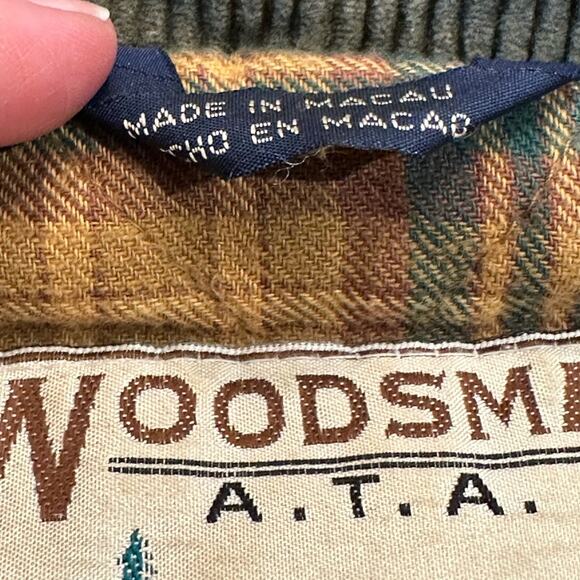 MADE IN MACAU
CHO EN MACAO
WOODSM
A.T.A.